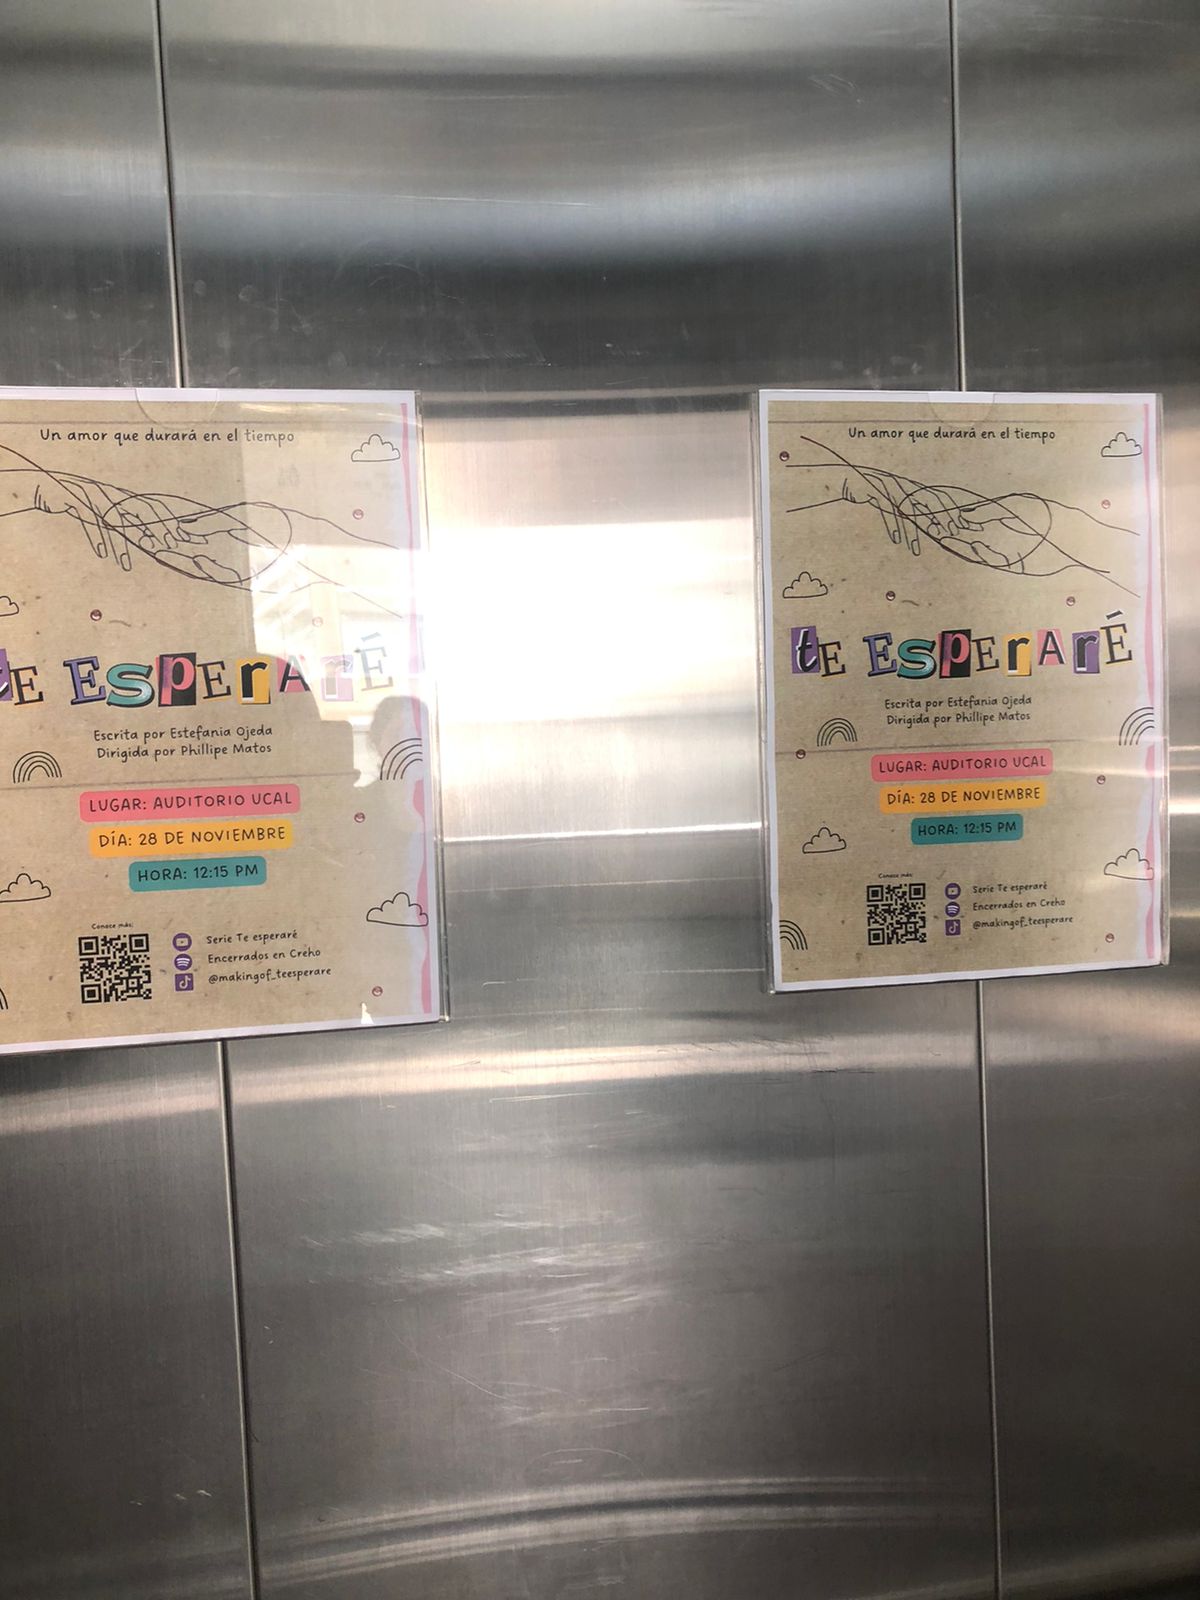 Un amor que durará en el tiempo
tE ESPErArÉ
Escrita por Estefania Ojeda
Dirigida por Phillipe Matos
LUGAR: AUDITORIO UCAL
DÍA: 28 DE NOVIEMBRE
HORA: 12:15 PM
Conoce más:
Serie Te esperaré
Encerrados en Creho
@makingof_teesperare
Un amor que durará en el tiempo
tE ESPErArÉ
Escrita por Estefania Ojeda
Dirigida por Phillipe Matos
LUGAR: AUDITORIO UCAL
DÍA: 28 DE NOVIEMBRE
HORA: 12:15 PM
Conoce más:
Serie Te esperaré
Encerrados en Creho
@makingof_teesperare